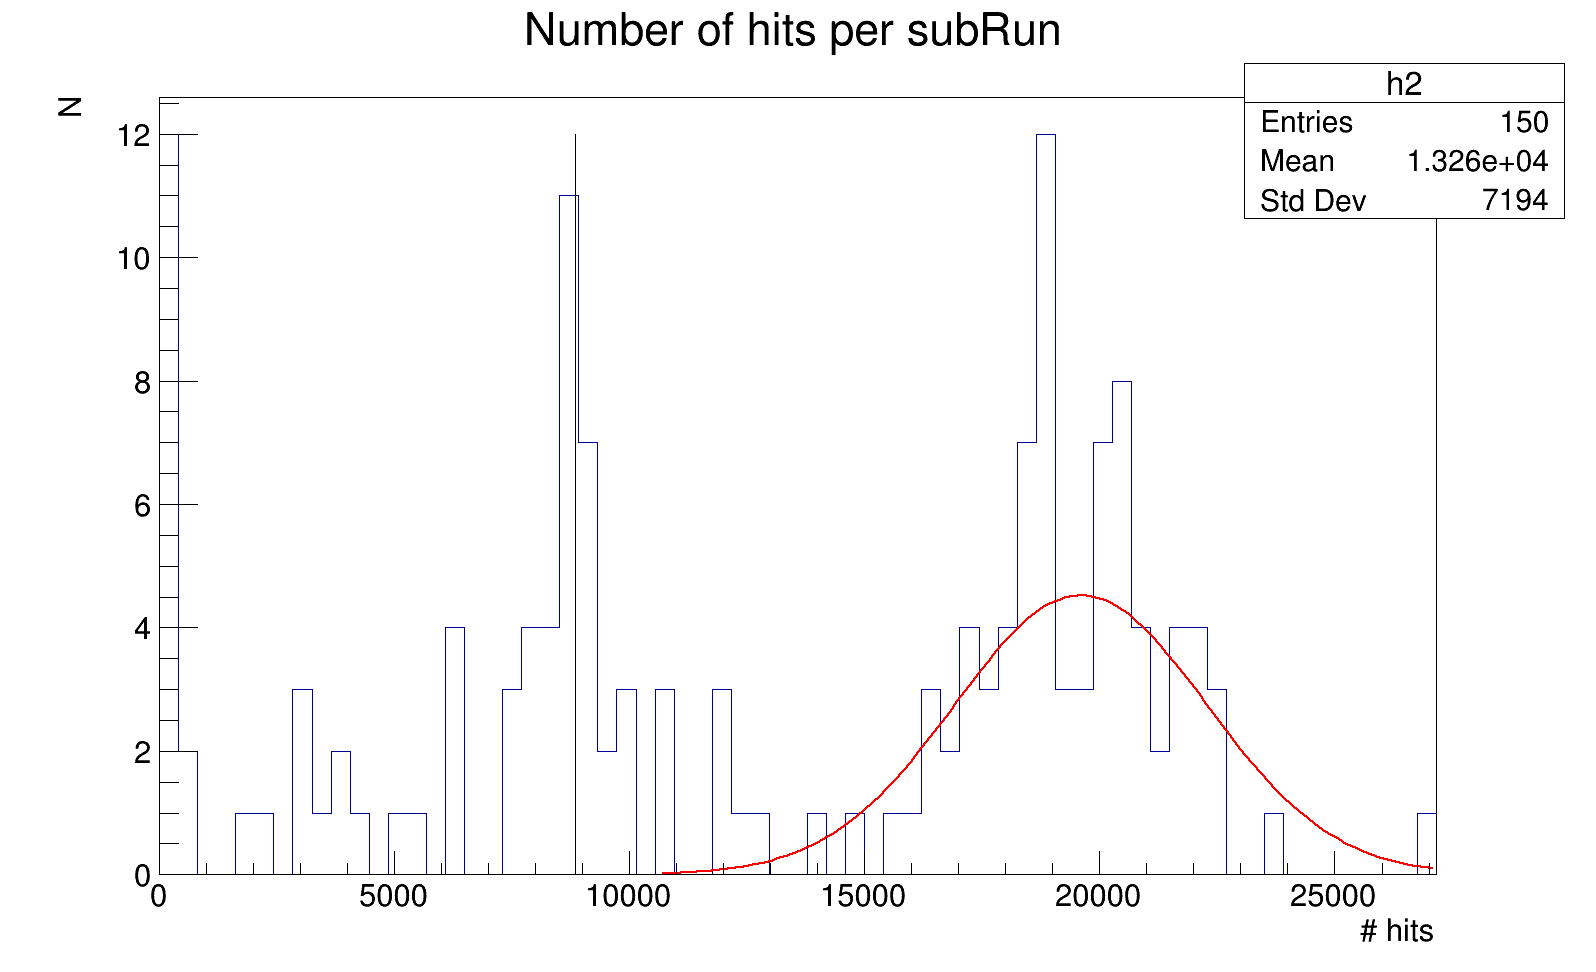 Number of hits per subRun
h2
Entries 150
Mean 1.326e+04
Std Dev 7194
N
12
10
8
6
4
2
0
0 5000 10000 15000 20000 25000
# hits